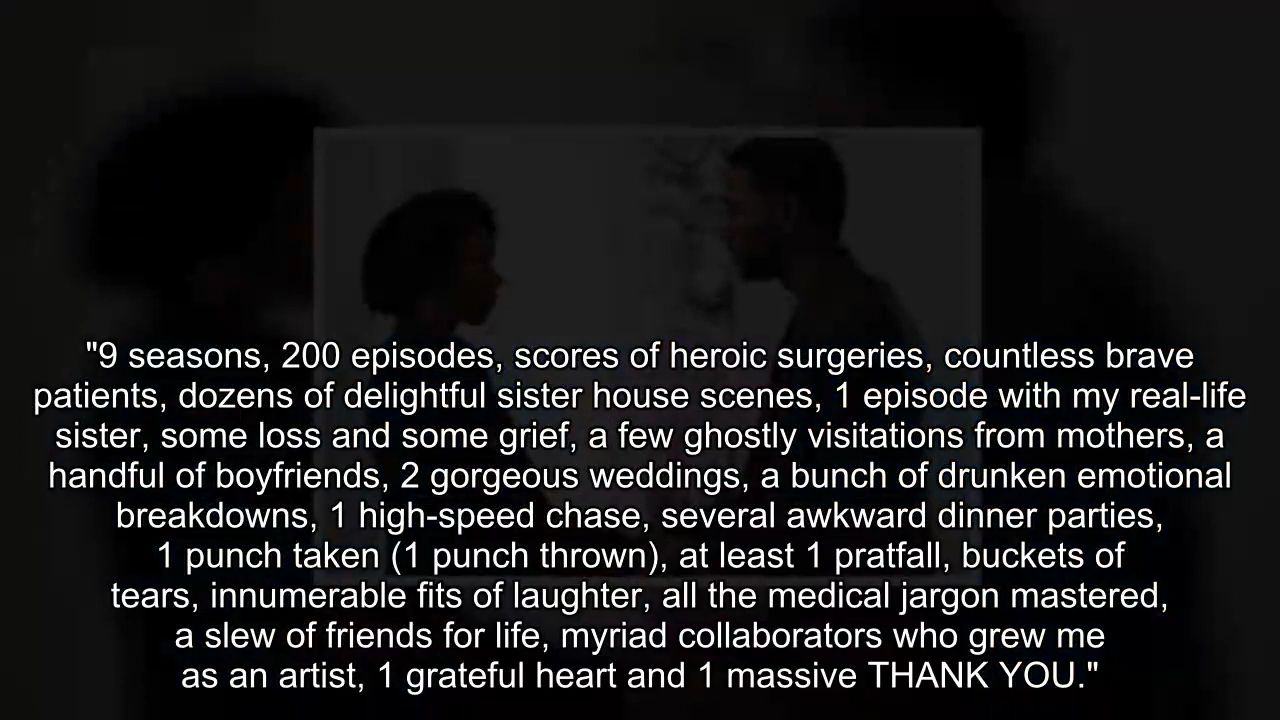 "9 seasons, 200 episodes, scores of heroic surgeries, countless brave
patients, dozens of delightful sister house scenes, 1 episode with my real-life
sister, some loss and some grief, a few ghostly visitations from mothers, a
handful of boyfriends, 2 gorgeous weddings, a bunch of drunken emotional
breakdowns, 1 high-speed chase, several awkward dinner parties,
1 punch taken (1 punch thrown), at least 1 pratfall, buckets of
tears, innumerable fits of laughter, all the medical jargon mastered,
a slew of friends for life, myriad collaborators who grew me
as an artist, 1 grateful heart and 1 massive THANK YOU."